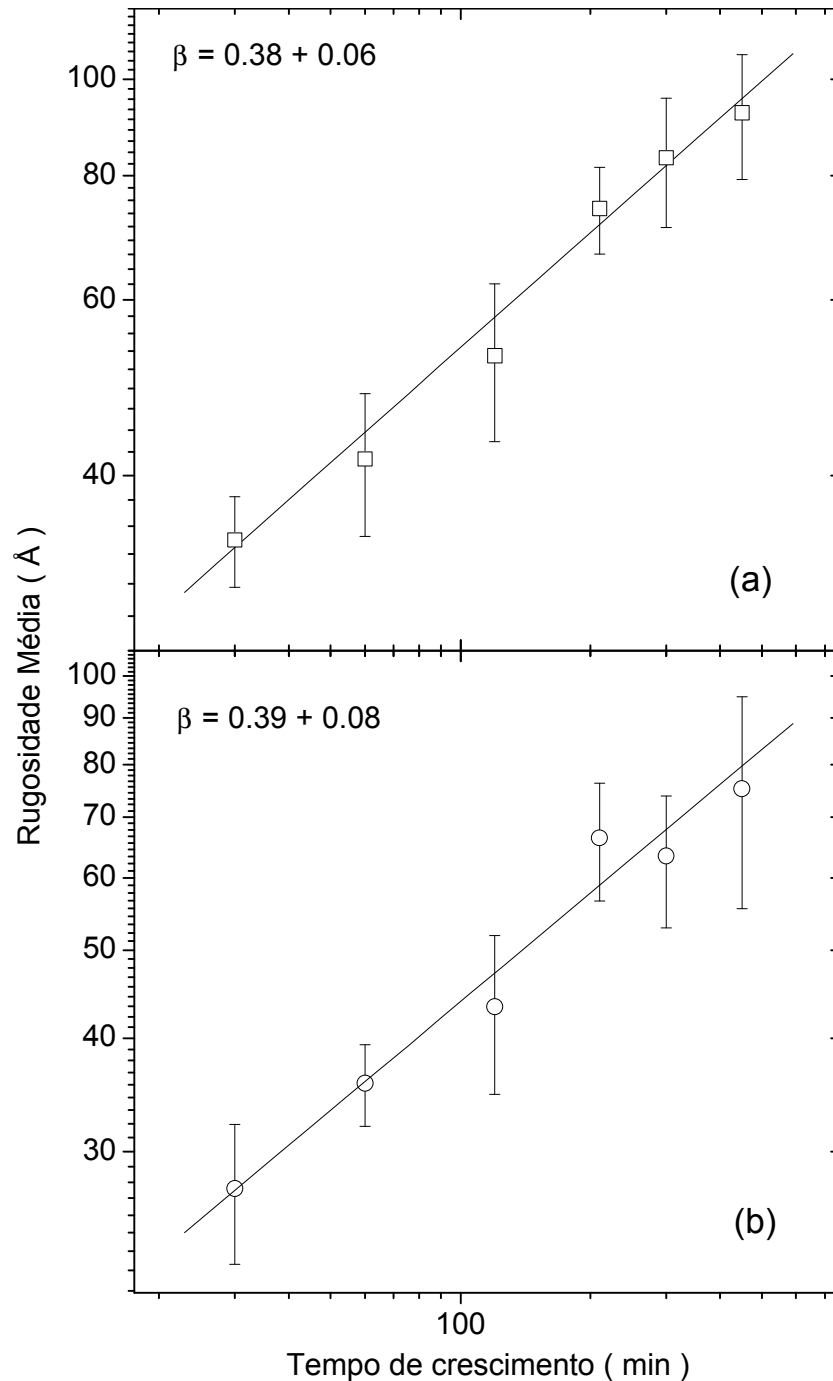 β = 0.38 + 0.06
100
80
60
40
(a)
Rugosidade Média ( Å )
β = 0.39 + 0.08
100
90
80
70
60
50
40
30
(b)
100
Tempo de crescimento ( min )